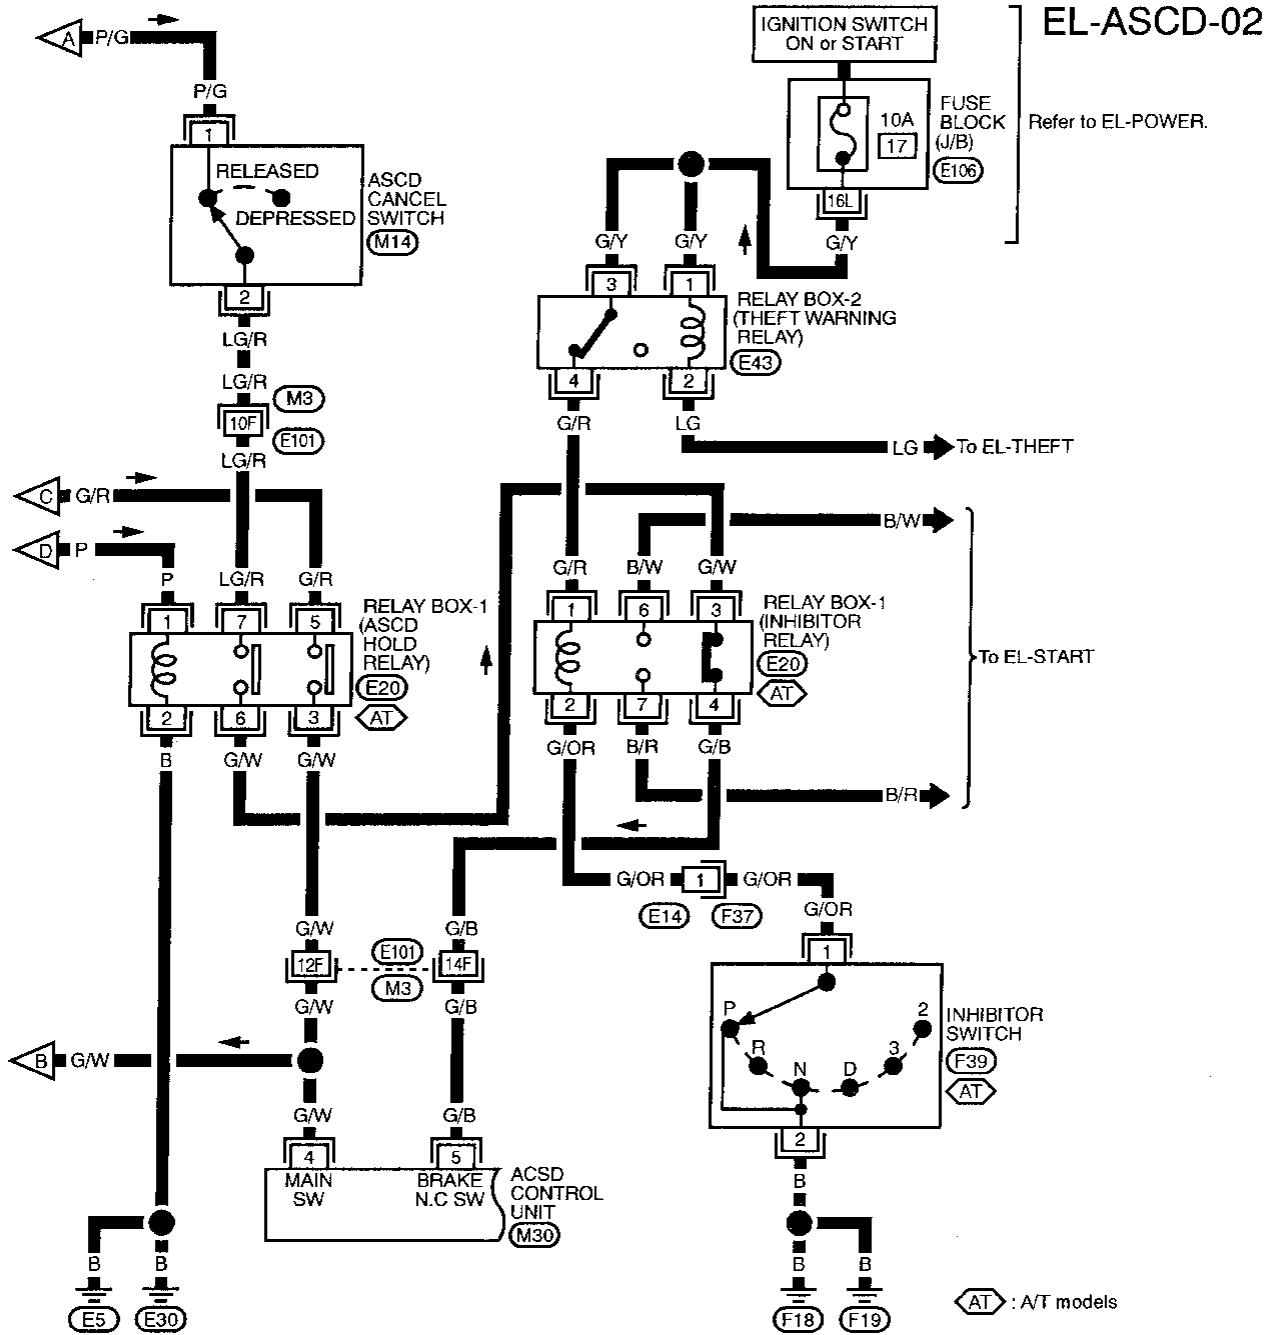 EL-ASCD-02
A P/G
P/G
1
RELEASED
DEPRESSED
ASCD
CANCEL
SWITCH
M14
2
LG/R
LG/R
M3
10F
E101
LG/R
IGNITION SWITCH
ON or START
10A
17
FUSE
BLOCK
(J/B)
E106
Refer to EL-POWER.
16L
G/Y
G/Y G/Y
3 1
RELAY BOX-2
(THEFT WARNING
RELAY)
E43
4 2
G/R LG
LG To EL-THEFT
C G/R
D P
P LG/R G/R
1 7 5
RELAY BOX-1
(ASCD
HOLD
RELAY)
E20
AT
2 6 3
B G/W G/W
B/W
G/R B/W G/W
1 6 3
RELAY BOX-1
(INHIBITOR
RELAY)
E20
AT
2 7 4
G/OR B/R G/B
B/R
To EL-START
G/OR 1 G/OR
E14 F37
G/OR
1
P R N D 3 2
INHIBITOR
SWITCH
F39
AT
2
B
B B
F18 F19
G/W G/B
12F E101 14F
M3
G/W G/B
B G/W
G/W G/B
4 5
MAIN
SW
BRAKE
N.C SW
ACSD
CONTROL
UNIT
M30
B B
E5 E30
AT : A/T models